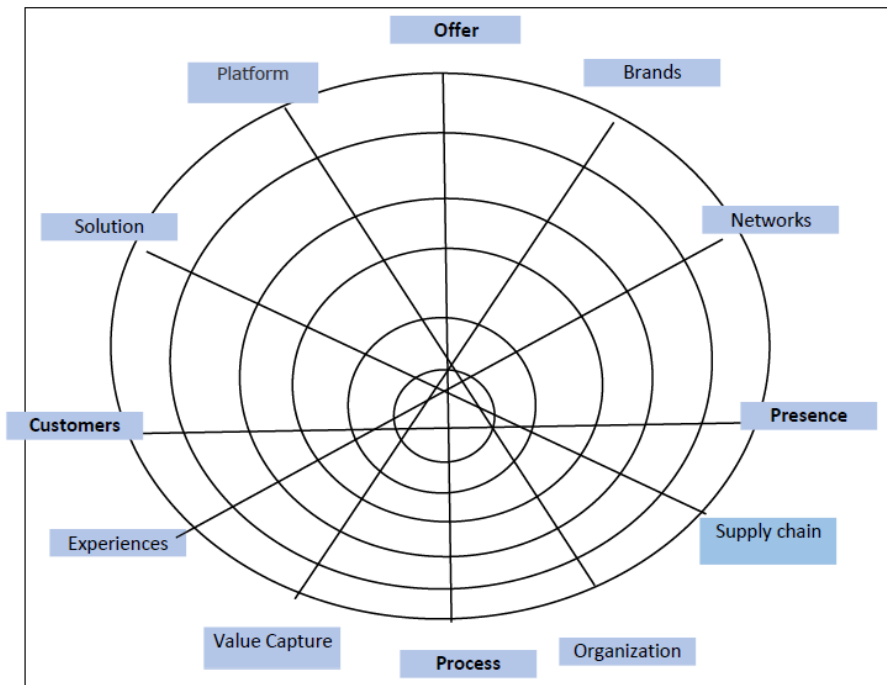 Offer
Platform
Brands
Solution
Networks
Customers
Presence
Experiences
Supply chain
Value Capture
Process
Organization